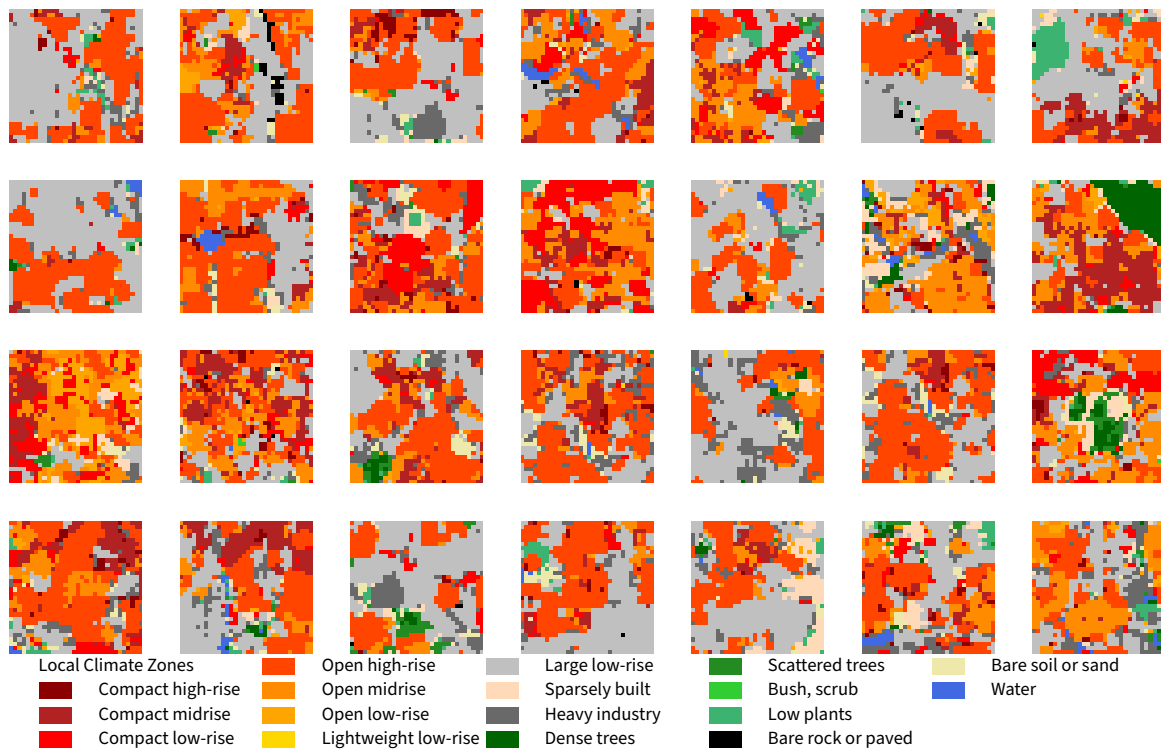 Local Climate Zones
Compact high-rise
Compact midrise
Compact low-rise
Open high-rise
Open midrise
Open low-rise
Lightweight low-rise
Large low-rise
Sparsely built
Heavy industry
Dense trees
Scattered trees
Bush, scrub
Low plants
Bare rock or paved
Bare soil or sand
Water